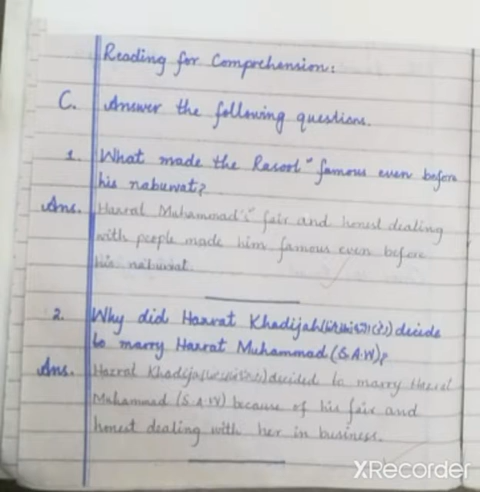 Reading for Comprehension:
C. Answer the following questions.
1. What made the Rasool famous even before
his nabuwat?
Ans. Hazrat Muhammad's fair and honest dealing
with people made him famous even before
his nabuwat.
2. Why did Hazrat Khadijah decide
to marry Hazrat Muhammad (S.A.W)?
Ans. Hazrat Khadija decided to marry Hazrat
Muhammad (S.A.W) because of his fair and
honest dealing with her in business.
XRecorder